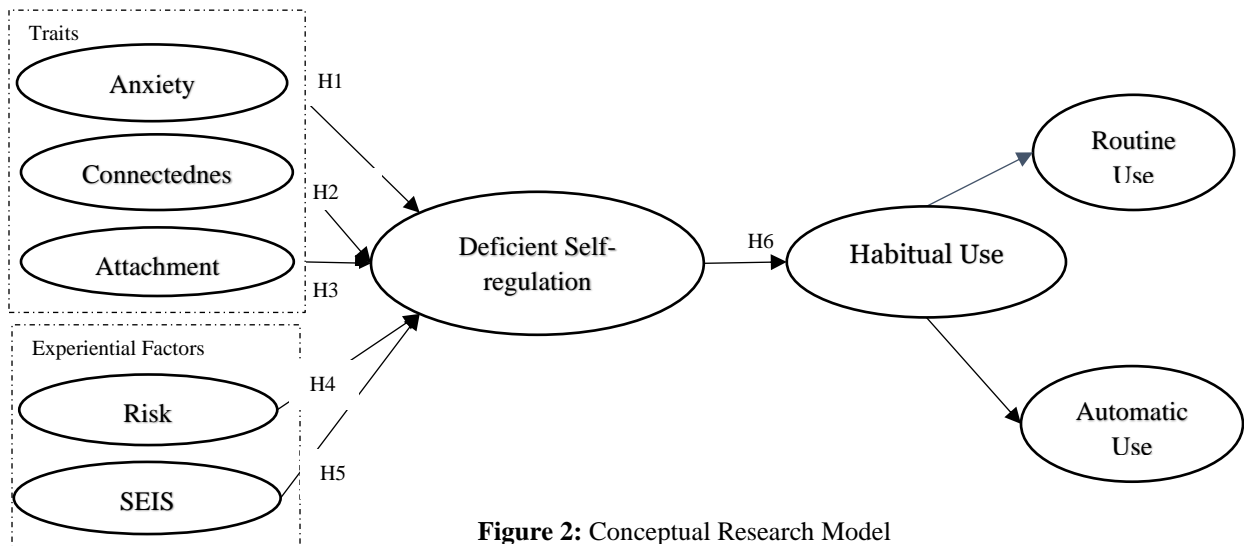 Traits
Anxiety
H1
Connectednes
H2
Attachment
H3
Experiential Factors
Risk
H4
SEIS
H5
Deficient Self-
regulation
H6
Habitual Use
Routine
Use
Automatic
Use
Figure 2: Conceptual Research Model